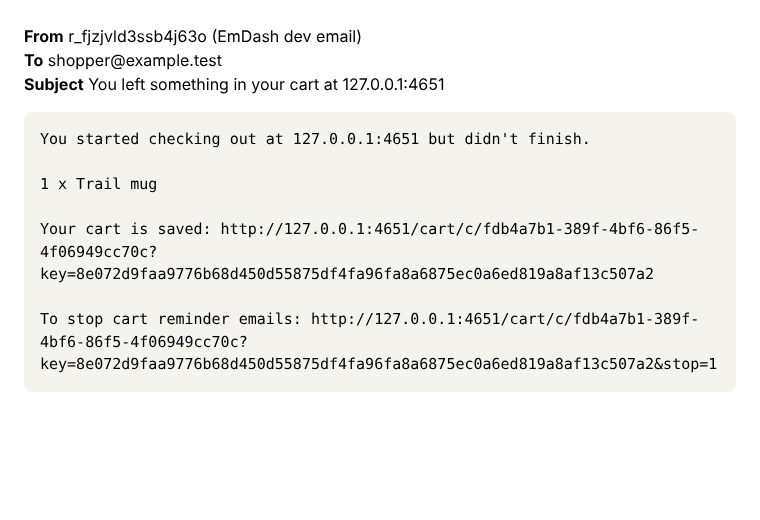 From r_fjzjvld3ssb4j63o (EmDash dev email)
To shopper@example.test
Subject You left something in your cart at 127.0.0.1:4651
You started checking out at 127.0.0.1:4651 but didn't finish.
1 x Trail mug
Your cart is saved: http://127.0.0.1:4651/cart/c/fdb4a7b1-389f-4bf6-86f5-
4f06949cc70c?
key=8e072d9faa9776b68d450d55875df4fa96fa8a6875ec0a6ed819a8af13c507a2
To stop cart reminder emails: http://127.0.0.1:4651/cart/c/fdb4a7b1-389f-
4bf6-86f5-4f06949cc70c?
key=8e072d9faa9776b68d450d55875df4fa96fa8a6875ec0a6ed819a8af13c507a2&stop=1